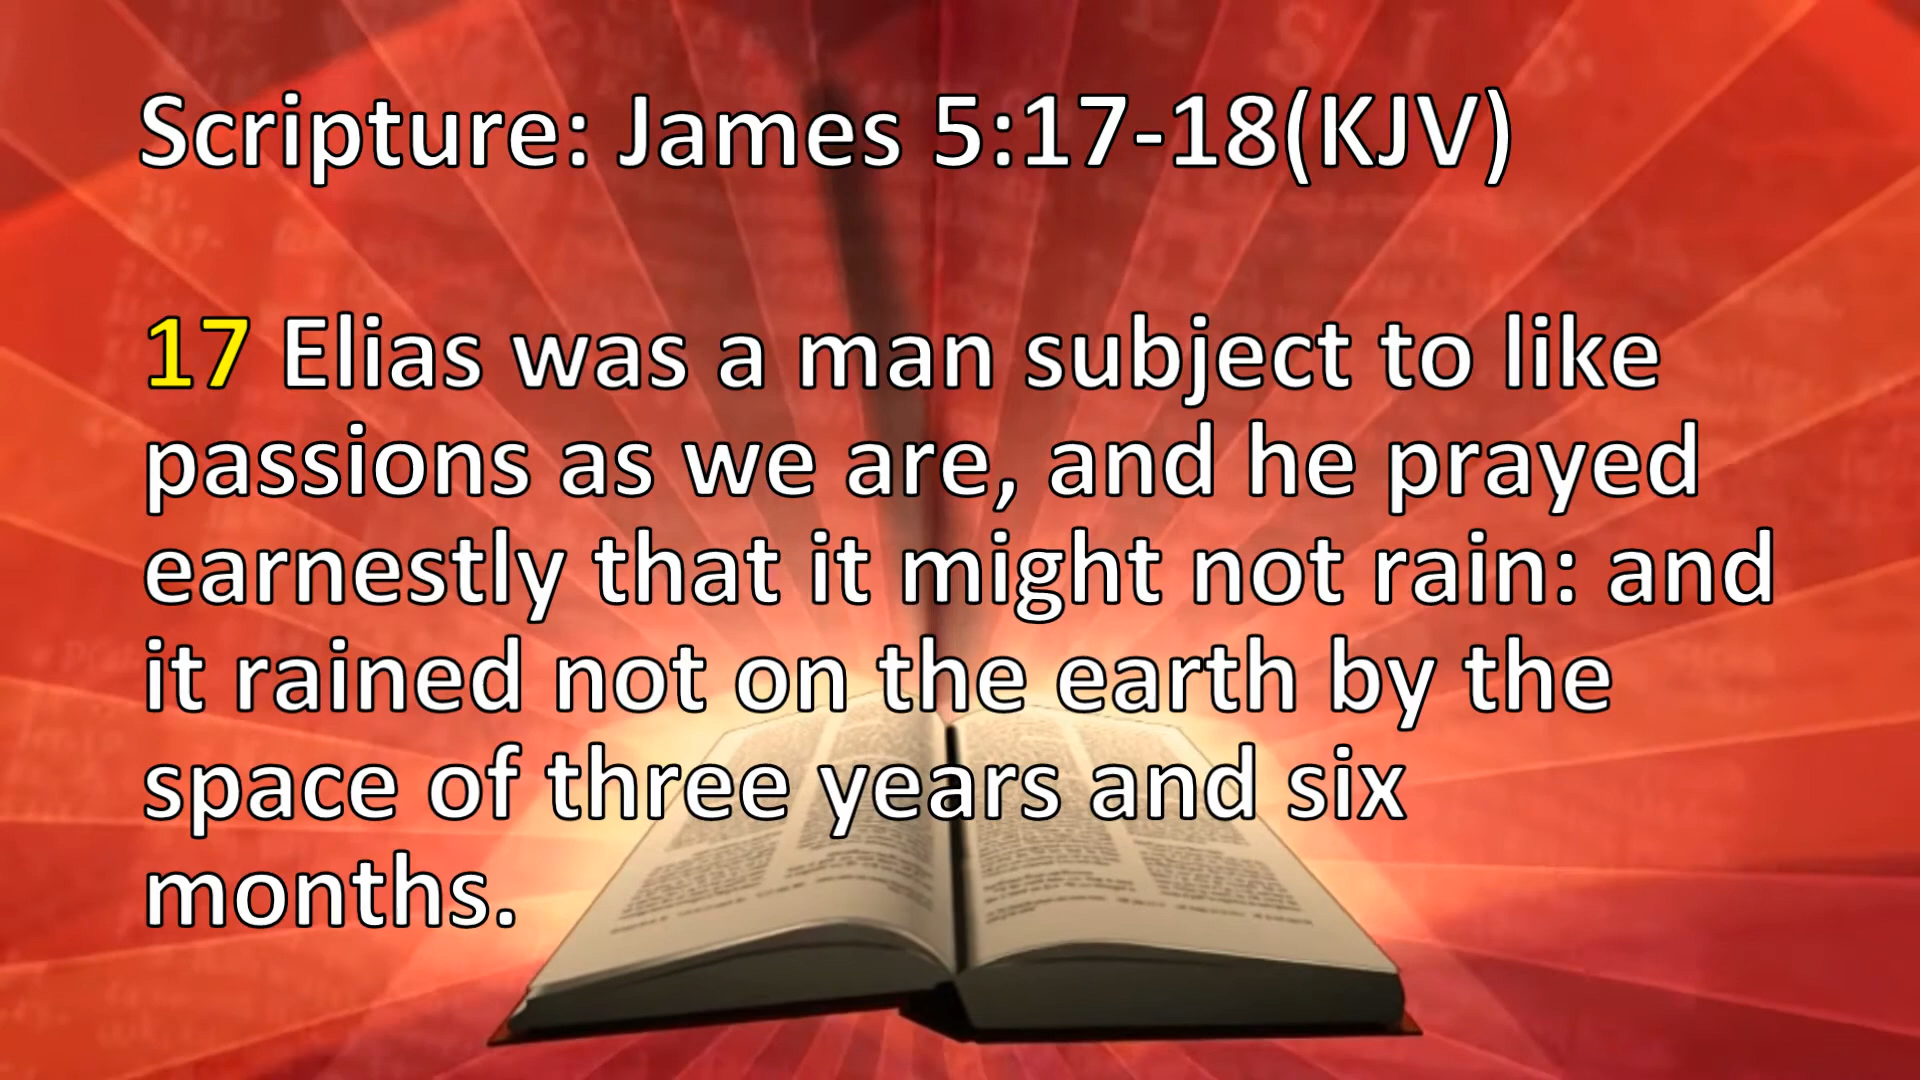 Scripture: James 5:17-18(KJV)
17 Elias was a man subject to like
passions as we are, and he prayed
earnestly that it might not rain: and
it rained not on the earth by the
space of three years and six
months.